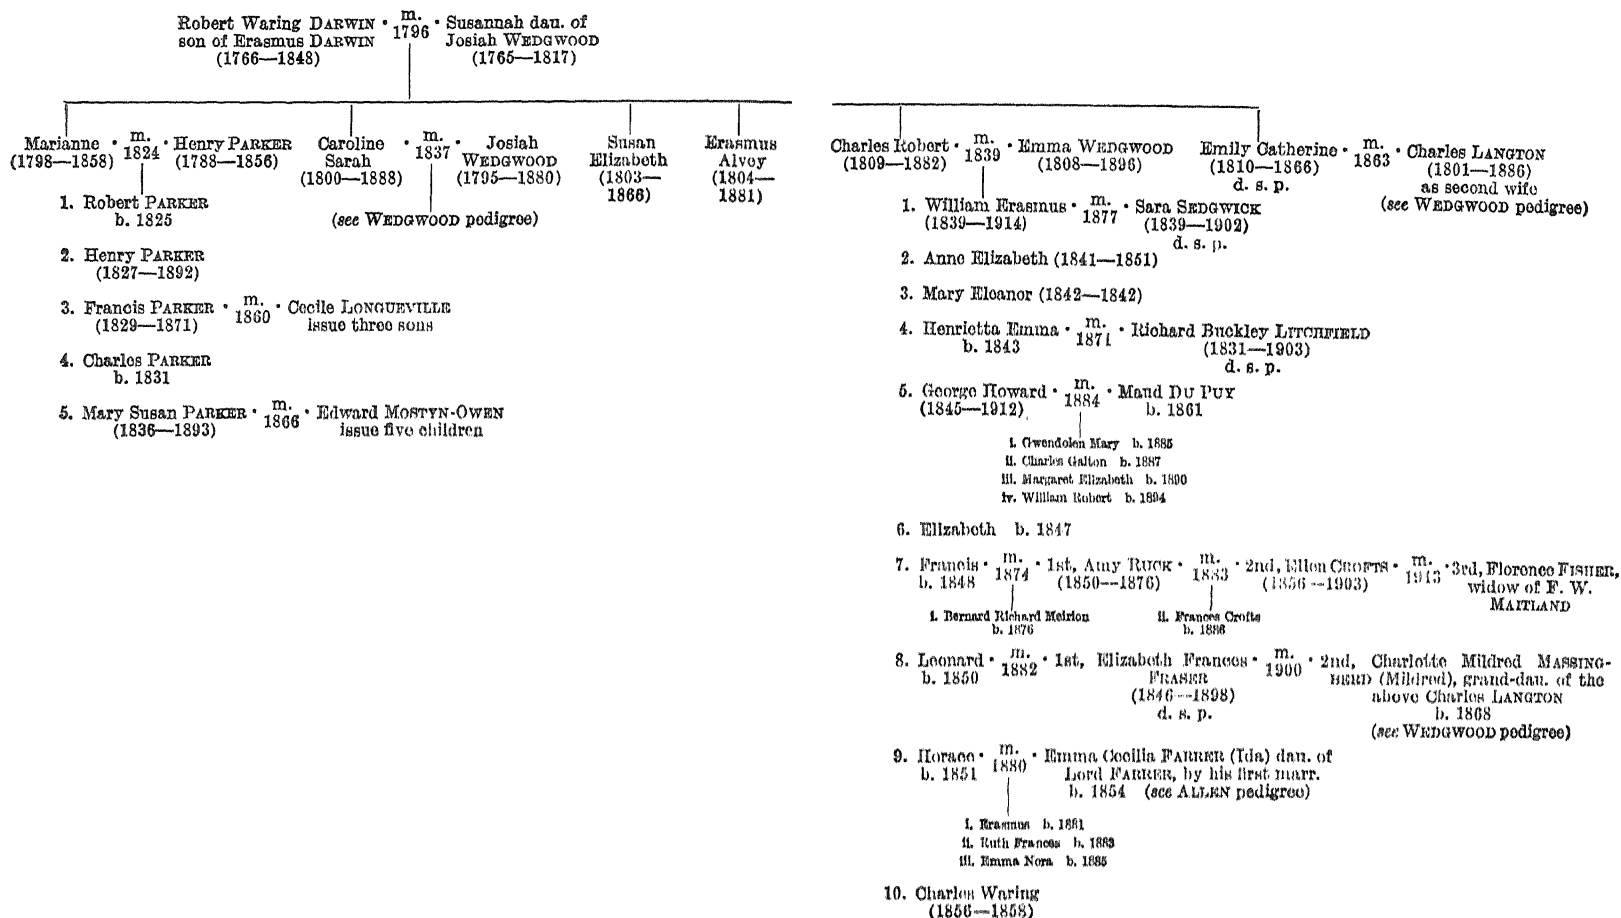 Robert Waring DARWIN · m. 1796 · Susannah dau. of
son of Erasmus DARWIN Josiah WEDGWOOD
(1766—1848) (1765—1817)
Marianne · m. 1824 · Henry PARKER
(1798—1858) (1788—1856)
1. Robert PARKER
b. 1825
2. Henry PARKER
(1827—1892)
3. Francis PARKER · m. 1860 · Cecile LONGUEVILLE
(1829—1871) issue three sons
4. Charles PARKER
b. 1831
5. Mary Susan PARKER · m. 1866 · Edward MOSTYN-OWEN
(1836—1893) issue five children
Caroline · m. 1837 · Josiah
Sarah WEDGWOOD
(1800—1888) (1795—1880)
(see WEDGWOOD pedigree)
Susan
Elizabeth
(1803—
1866)
Erasmus
Alvey
(1804—
1881)
Charles Robert · m. 1839 · Emma WEDGWOOD
(1809—1882) (1808—1896)
1. William Erasmus · m. 1877 · Sara SEDGWICK
(1839—1914) (1839—1902)
d. s. p.
2. Anne Elizabeth (1841—1851)
3. Mary Eleanor (1842—1842)
4. Henrietta Emma · m. 1871 · Richard Buckley LITCHFIELD
b. 1843 (1831—1903)
d. s. p.
5. George Howard · m. 1884 · Maud DU PUY
(1845—1912) b. 1861
i. Gwendolen Mary b. 1885
ii. Charles Galton b. 1887
iii. Margaret Elizabeth b. 1890
iv. William Robert b. 1894
6. Elizabeth b. 1847
7. Francis · m. 1874 · 1st, Amy RUCK · m. 1883 · 2nd, Ellen CROFTS · m. 1913 · 3rd, Florence FISHER,
b. 1848 (1850—1876) (1856—1903) widow of F. W.
MAITLAND
i. Bernard Richard Meirion ii. Frances Crofts
b. 1876 b. 1886
8. Leonard · m. 1882 · 1st, Elizabeth Frances · m. 1900 · 2nd, Charlotte Mildred MASSING-
b. 1850 FRASER BERD (Mildred), grand-dau. of the
(1846—1898) above Charles LANGTON
d. s. p. b. 1868
(see WEDGWOOD pedigree)
9. Horace · m. 1880 · Emma Cecilia FARRER (Ida) dau. of
b. 1851 Lord FARRER, by his first marr.
b. 1854 (see ALLEN pedigree)
i. Erasmus b. 1881
ii. Ruth Frances b. 1883
iii. Emma Nora b. 1885
10. Charles Waring
(1856—1858)
Emily Catherine · m. 1863 · Charles LANGTON
(1810—1866) (1801—1886)
d. s. p. as second wife
(see WEDGWOOD pedigree)